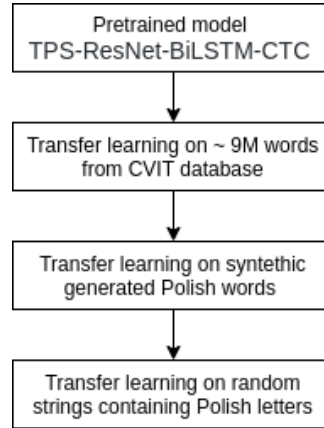 Pretrained model
TPS-ResNet-BiLSTM-CTC
Transfer learning on ~ 9M words
from CVIT database
Transfer learning on syntethic
generated Polish words
Transfer learning on random
strings containing Polish letters